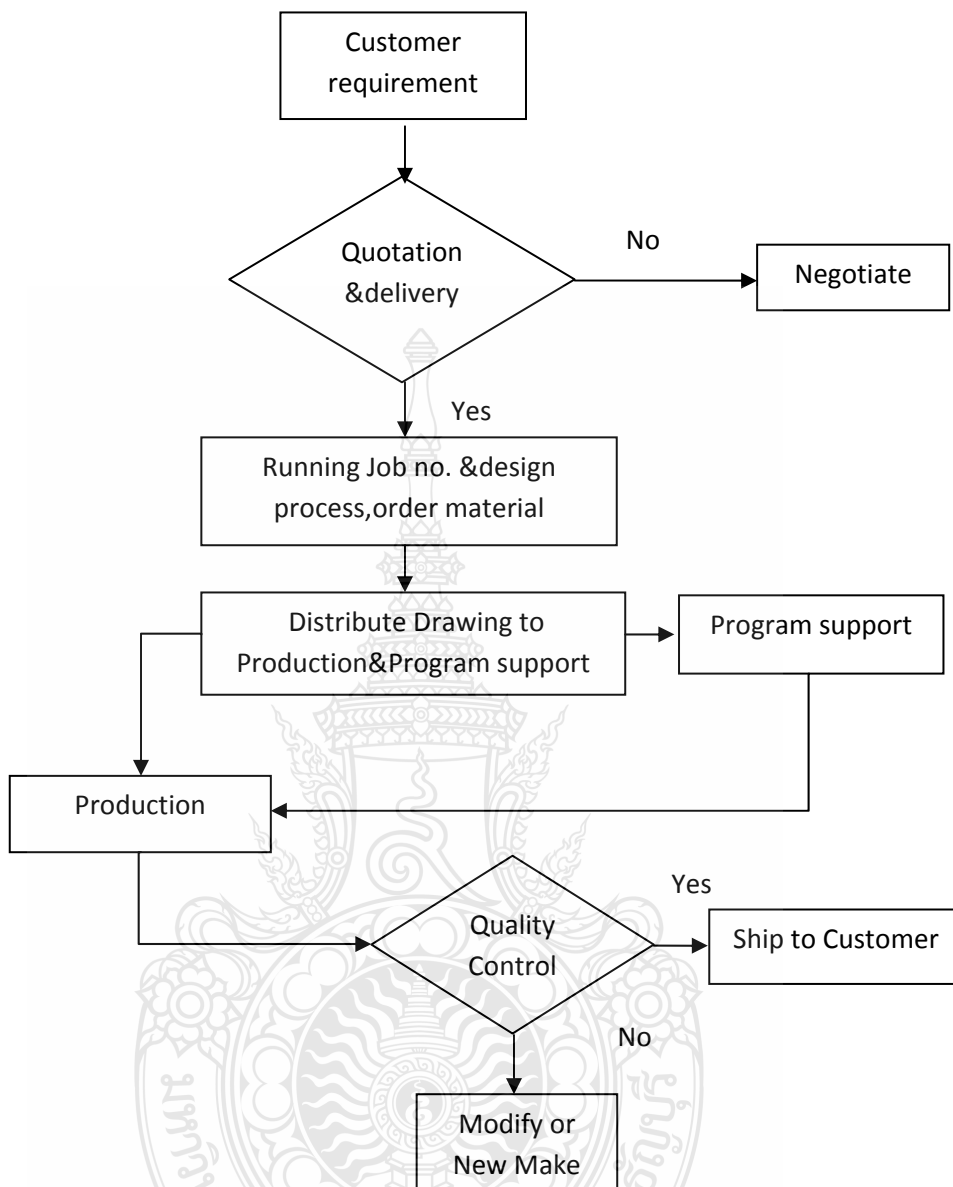 Customer
requirement
Quotation
&delivery
No
Negotiate
Yes
Running Job no. &design
process,order material
Distribute Drawing to
Production&Program support
Program support
Production
Quality
Control
Yes
Ship to Customer
No
Modify or
New Make